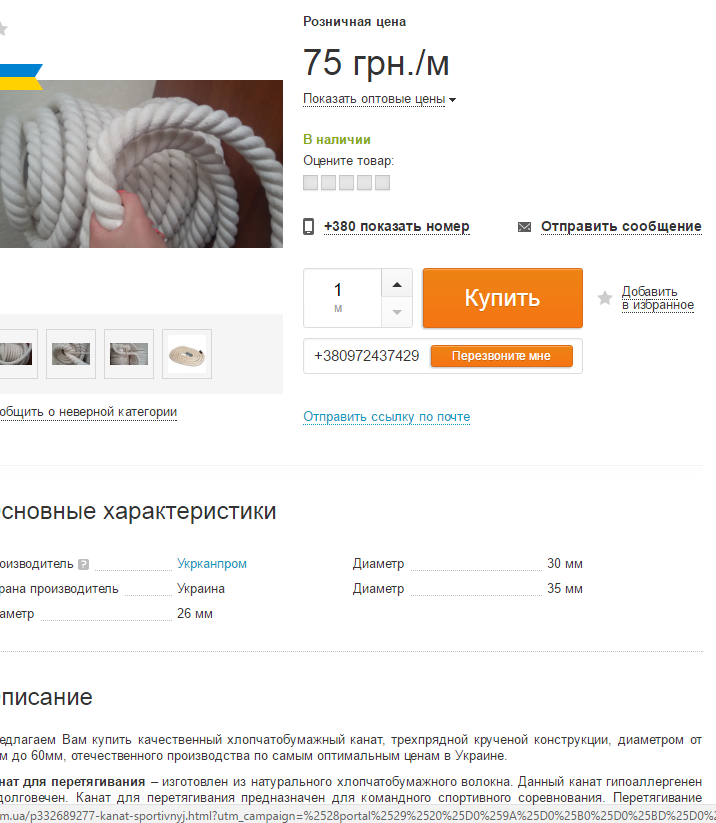 Розничная цена
75 грн./м
Показать оптовые цены
В наличии
Оцените товар:
+380 показать номер
Отправить сообщение
1
м
Купить
Добавить
в избранное
+380972437429
Перезвоните мне
общить о неверной категории
Отправить ссылку по почте
сновные характеристики
оизводитель ? Укрканпром
Диаметр 30 мм
рана производитель Украина
Диаметр 35 мм
аметр 26 мм
писание
едлагаем Вам купить качественный хлопчатобумажный канат, трехпрядной крученой конструкции, диаметром от
м до 60мм, отечественного производства по самым оптимальным ценам в Украине.
нат для перетягивания – изготовлен из натурального хлопчатобумажного волокна. Данный канат гипоаллергенен
долговечен. Канат для перетягивания предназначен для командного спортивного соревнования. Перетягивание
m.ua/p332689277-kanat-sportivnyj.html?utm_campaign=%2528portal%2529%2520%25D0%259A%25D0%25B0%25D0%25BD%25D0%2